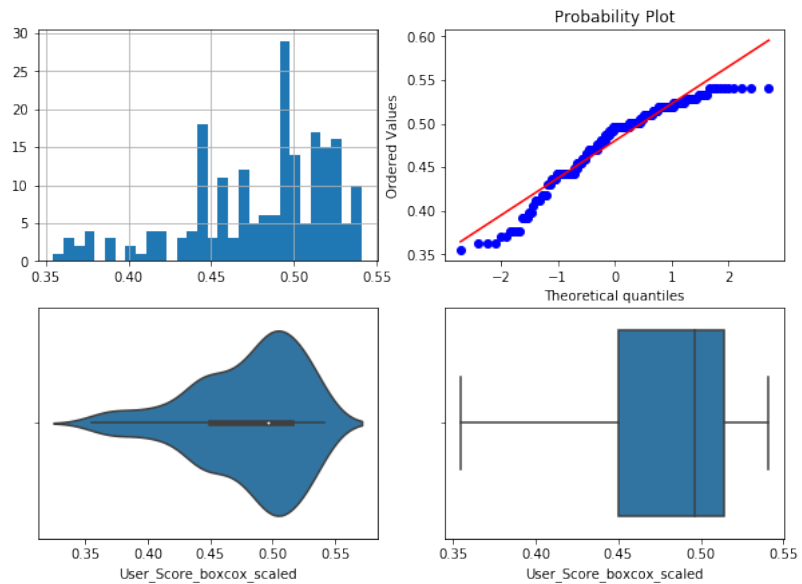 30
25
20
15
10
5
0
0.35 0.40 0.45 0.50 0.55
Probability Plot
Ordered Values
0.60
0.55
0.50
0.45
0.40
0.35
−2 −1 0 1 2
Theoretical quantiles
0.35 0.40 0.45 0.50 0.55
User_Score_boxcox_scaled
0.35 0.40 0.45 0.50 0.55
User_Score_boxcox_scaled